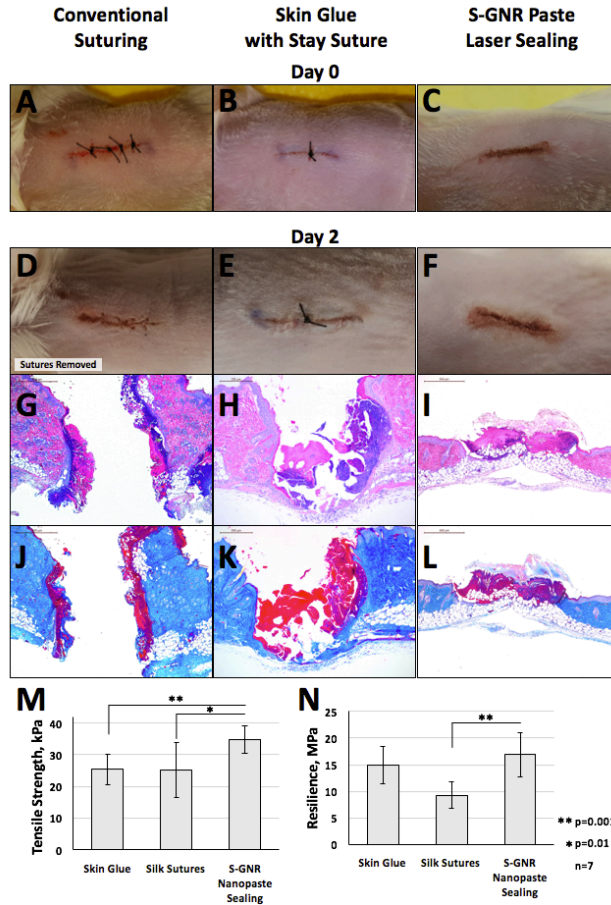 Conventional Suturing
Skin Glue with Stay Suture
S-GNR Paste Laser Sealing
Day 0
A
B
C
Day 2
D
E
F
Sutures Removed
G
H
I
J
K
L
M
Tensile Strength, kPa
40
30
20
10
0
**
*
Skin Glue
Silk Sutures
S-GNR
Nanopaste
Sealing
N
Resilience, MPa
25
20
15
10
5
0
**
Skin Glue
Silk Sutures
S-GNR
Nanopaste
Sealing
** p=0.001
* p=0.01
n=7